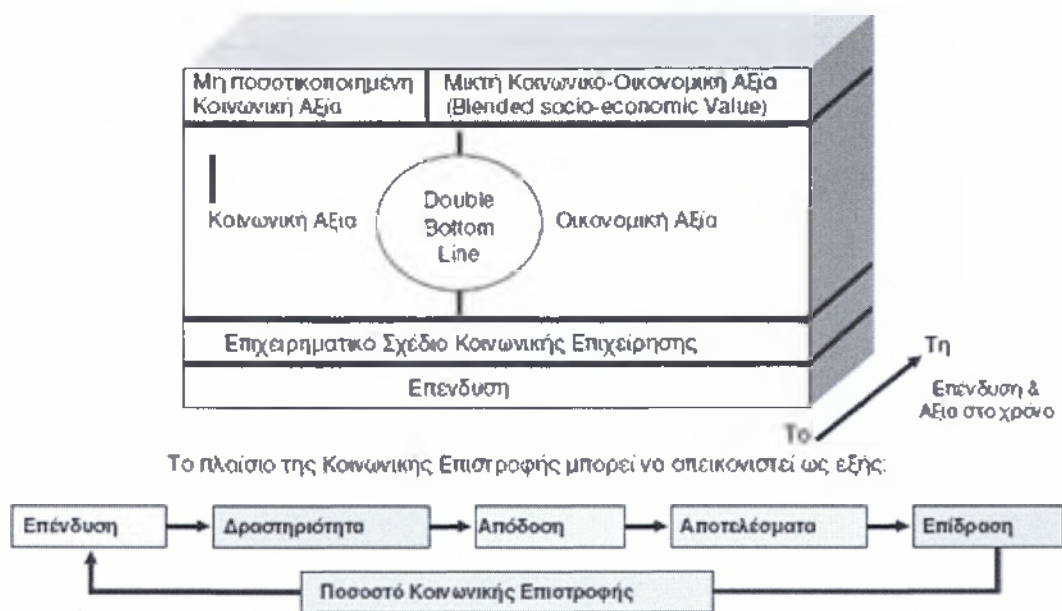 Μη ποσοτικοποιημένη
Κοινωνική Αξία
Μικτή Κοινωνικο-Οικονομική Αξία
(Blended socio-economic Value)
Κοινωνική Αξία
Double
Bottom
Line
Οικονομική Αξία
Επιχειρηματικό Σχέδιο Κοινωνικής Επιχείρησης
Επένδυση
Τη
Επένδυση &
Αξία στο χρόνο
Το
Το πλαίσιο της Κοινωνικής Επιστροφής μπορεί να απεικονιστεί ως εξής:
Επένδυση
Δραστηριότητα
Απόδοση
Αποτελέσματα
Επίδραση
Ποσοστό Κοινωνικής Επιστροφής